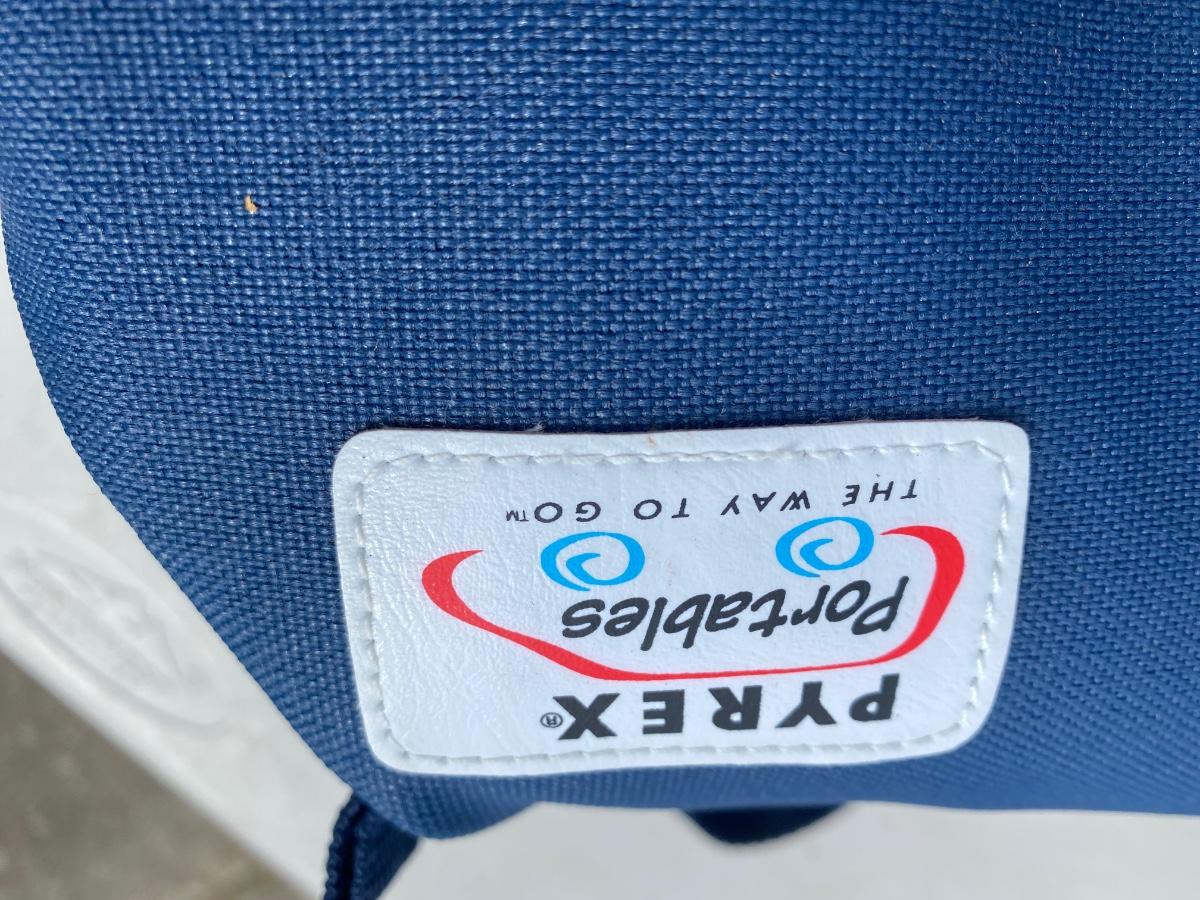 PYREX®
Portables
THE WAY TO GO™